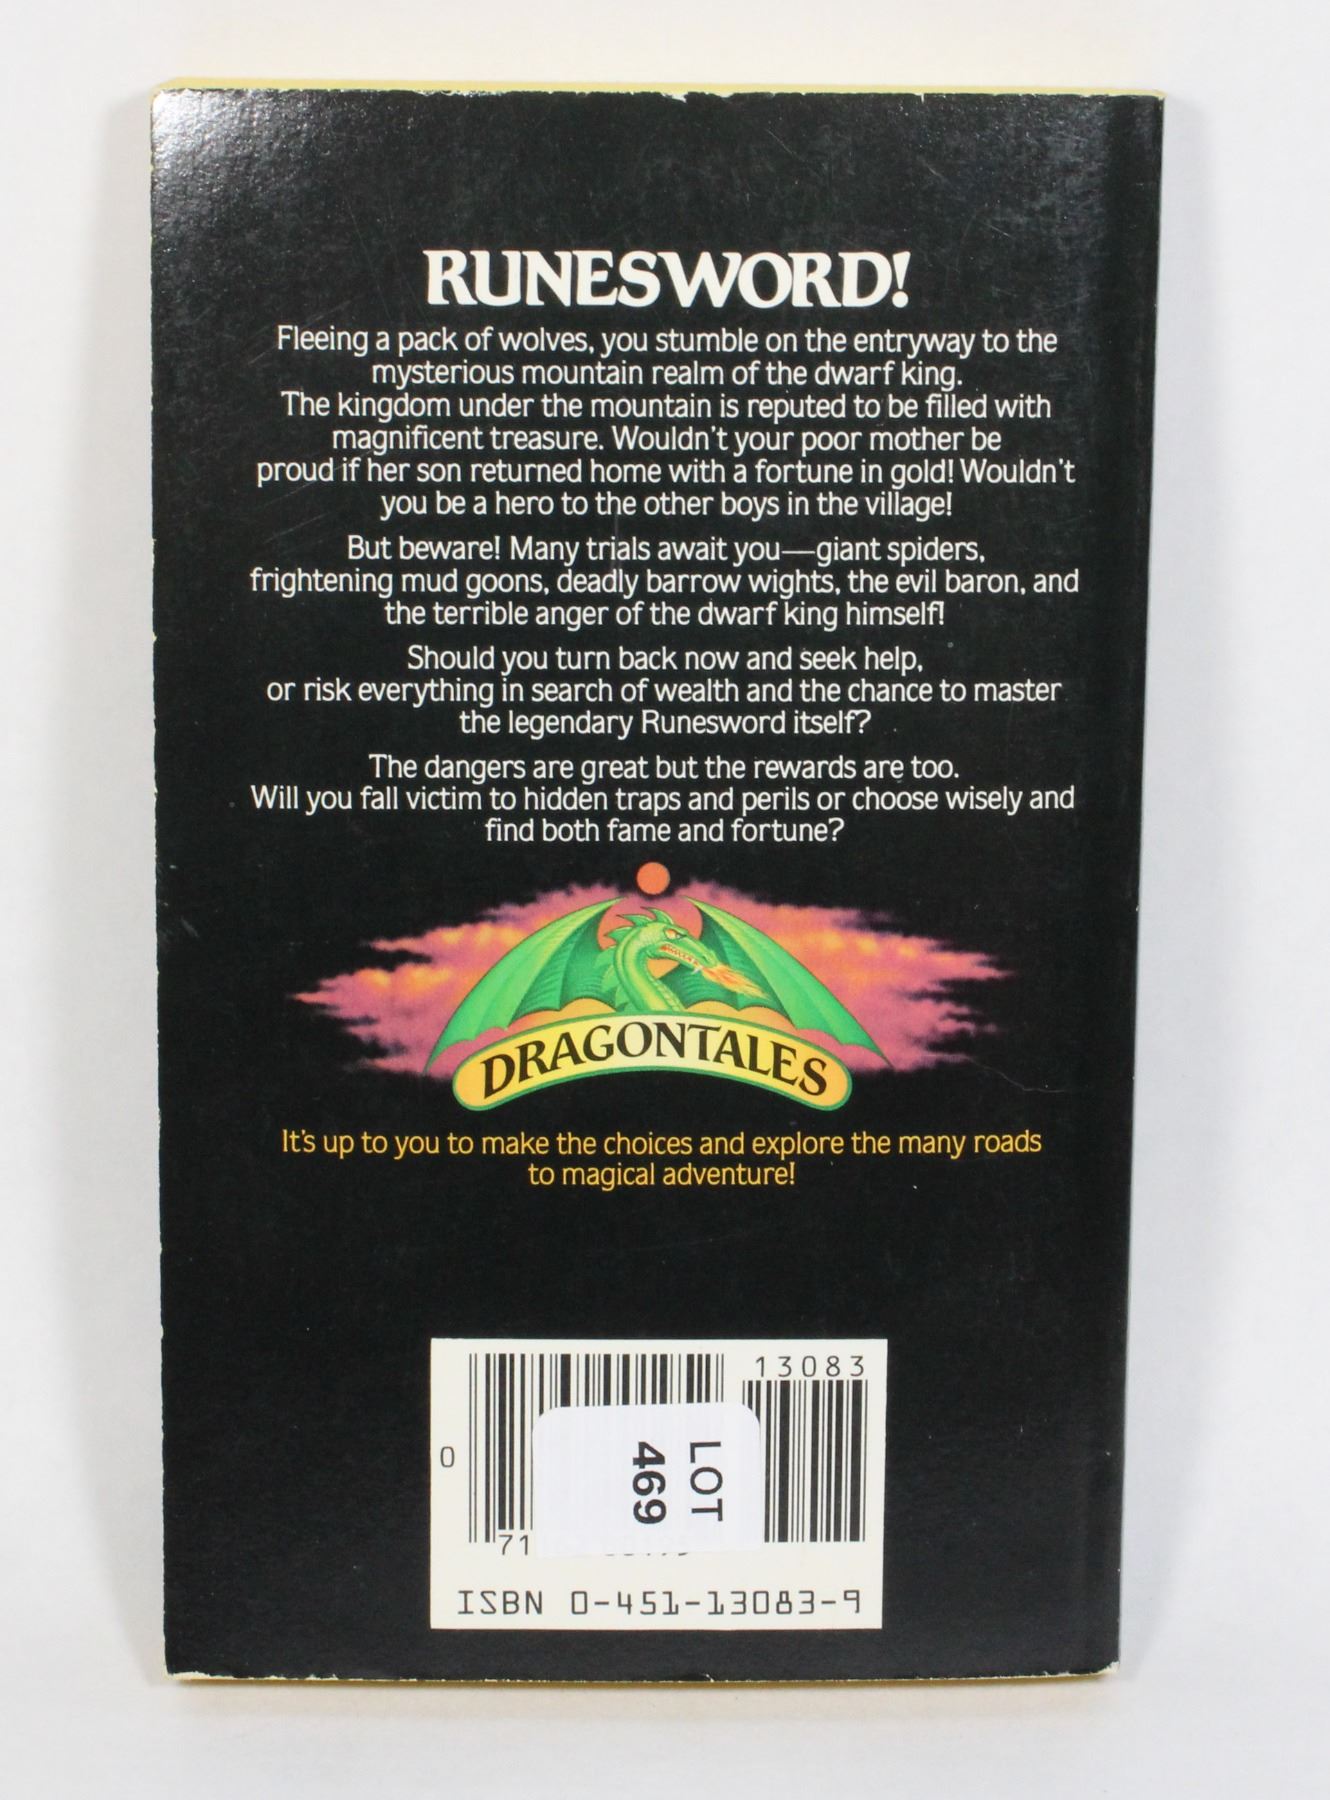 RUNESWORD!
Fleeing a pack of wolves, you stumble on the entryway to the
mysterious mountain realm of the dwarf king.
The kingdom under the mountain is reputed to be filled with
magnificent treasure. Wouldn't your poor mother be
proud if her son returned home with a fortune in gold! Wouldn't
you be a hero to the other boys in the village!
But beware! Many trials await you—giant spiders,
frightening mud goons, deadly barrow wights, the evil baron, and
the terrible anger of the dwarf king himself!
Should you turn back now and seek help,
or risk everything in search of wealth and the chance to master
the legendary Runesword itself?
The dangers are great but the rewards are too.
Will you fall victim to hidden traps and perils or choose wisely and
find both fame and fortune?
DRAGONTALES
It's up to you to make the choices and explore the many roads
to magical adventure!
13083
0
71
LOT
469
ISBN 0-451-13083-9